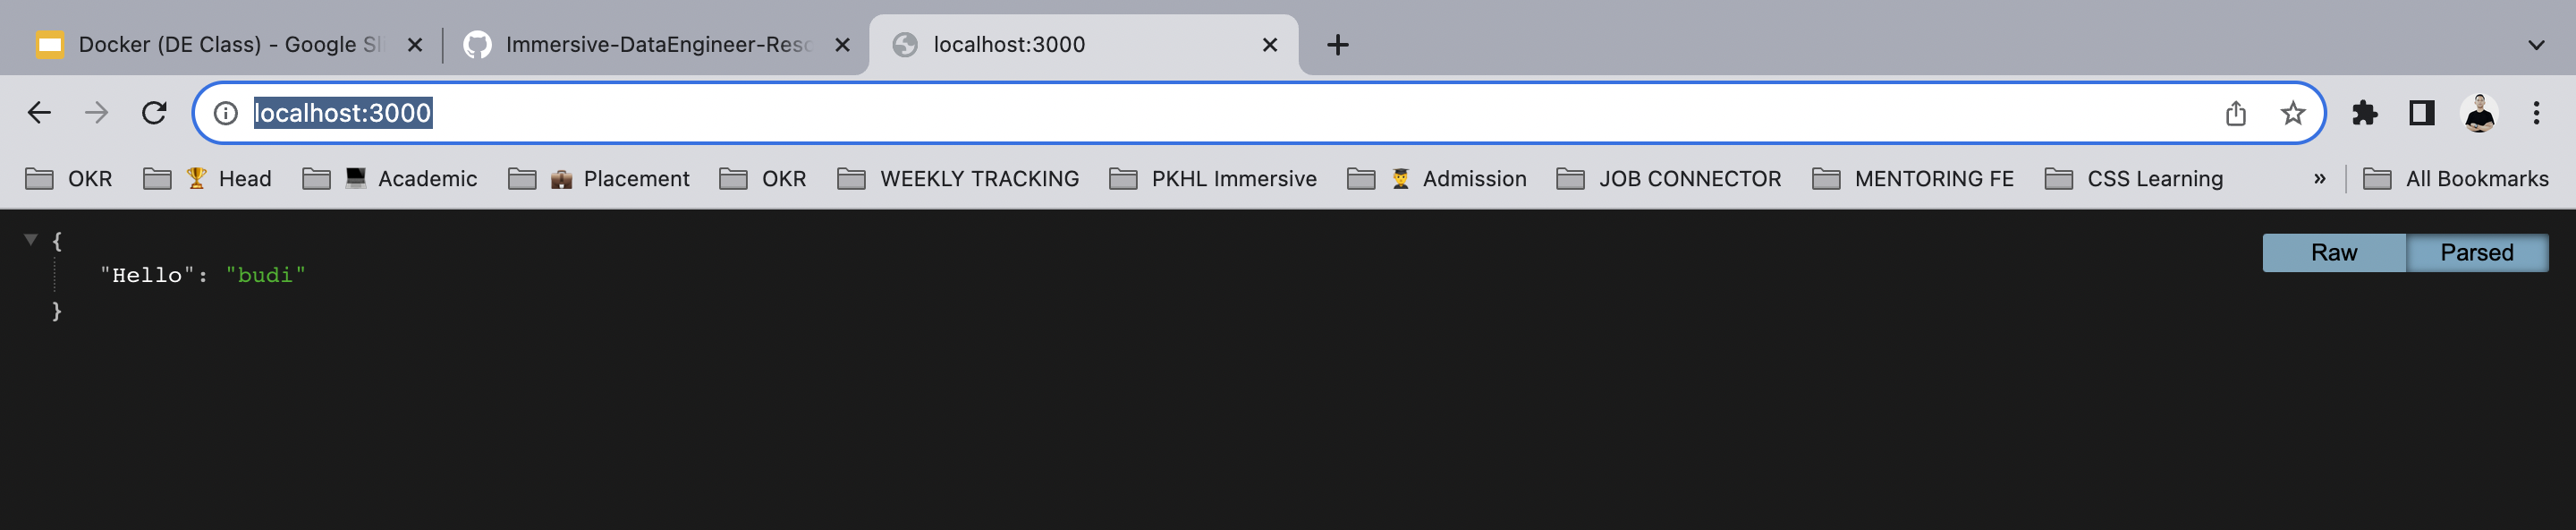 Docker (DE Class) - Google Sli
Immersive-DataEngineer-Reso
localhost:3000
localhost:3000
OKR
Head
Academic
Placement
OKR
WEEKLY TRACKING
PKHL Immersive
Admission
JOB CONNECTOR
MENTORING FE
CSS Learning
»
All Bookmarks
{
"Hello": "budi"
}
Raw
Parsed